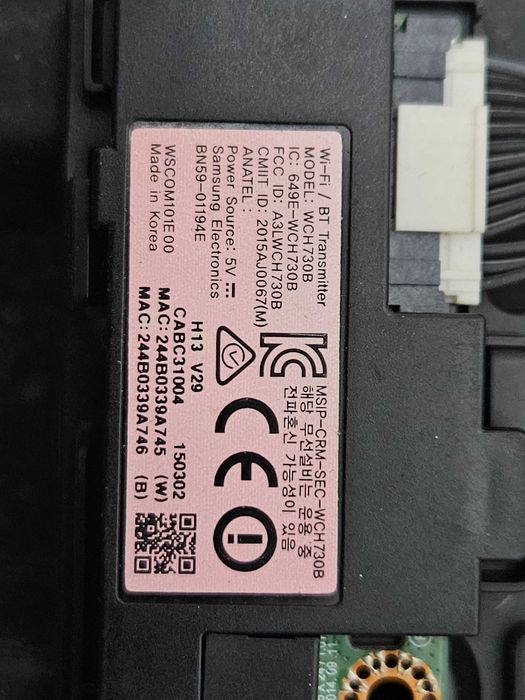 Wi-Fi / BT Transmitter
MODEL: WCH730B
IC: 649E-WCH730B
FCC ID: A3LWCH730B
CMIIT ID: 2015AJ0067(M)
ANATEL :
Power Source: 5V
Samsung Electronics
BN59-01194E
WSCOM101E00
Made in Korea
MSIP-CRM-SEC-WCH730B
해당 무선설비는 운용 중
전파혼신 가능성이 있음
H13 V29
CABC31004 150302
MAC: 244B0339A745 (W)
MAC: 244B0339A746 (B)